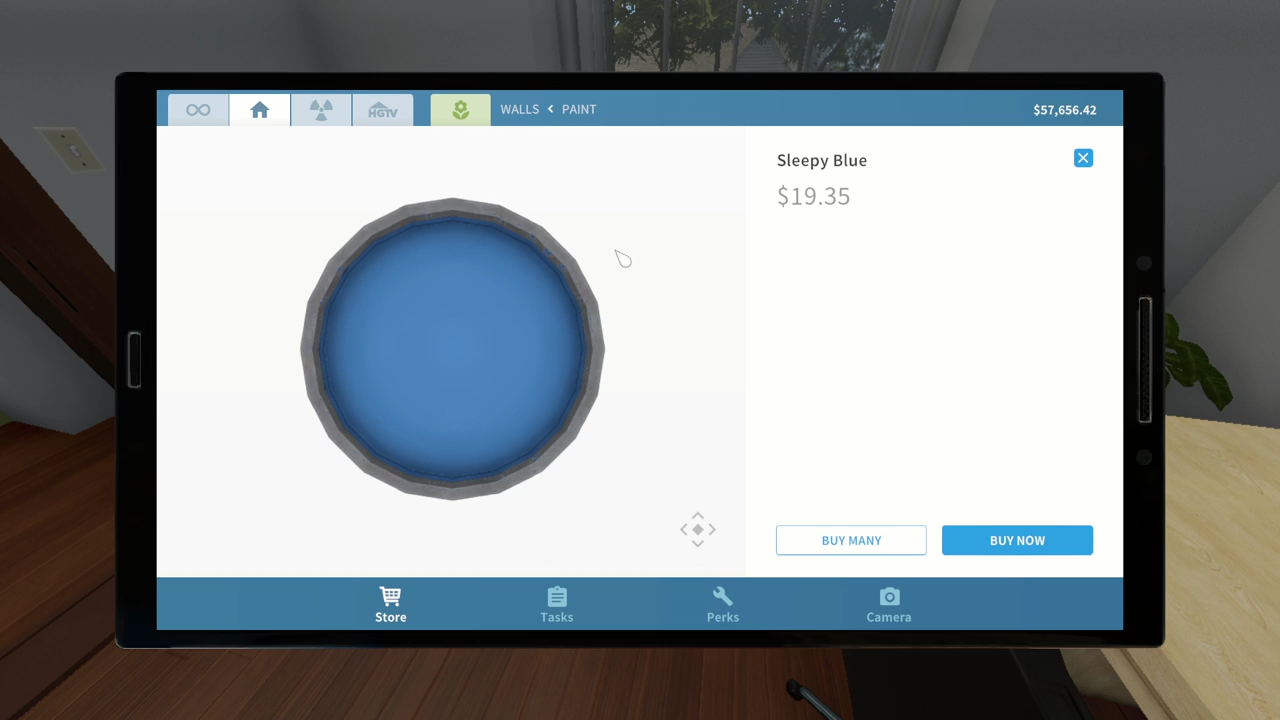 HGTV
WALLS < PAINT
$57,656.42
Sleepy Blue
$19.35
BUY MANY
BUY NOW
Store
Tasks
Perks
Camera